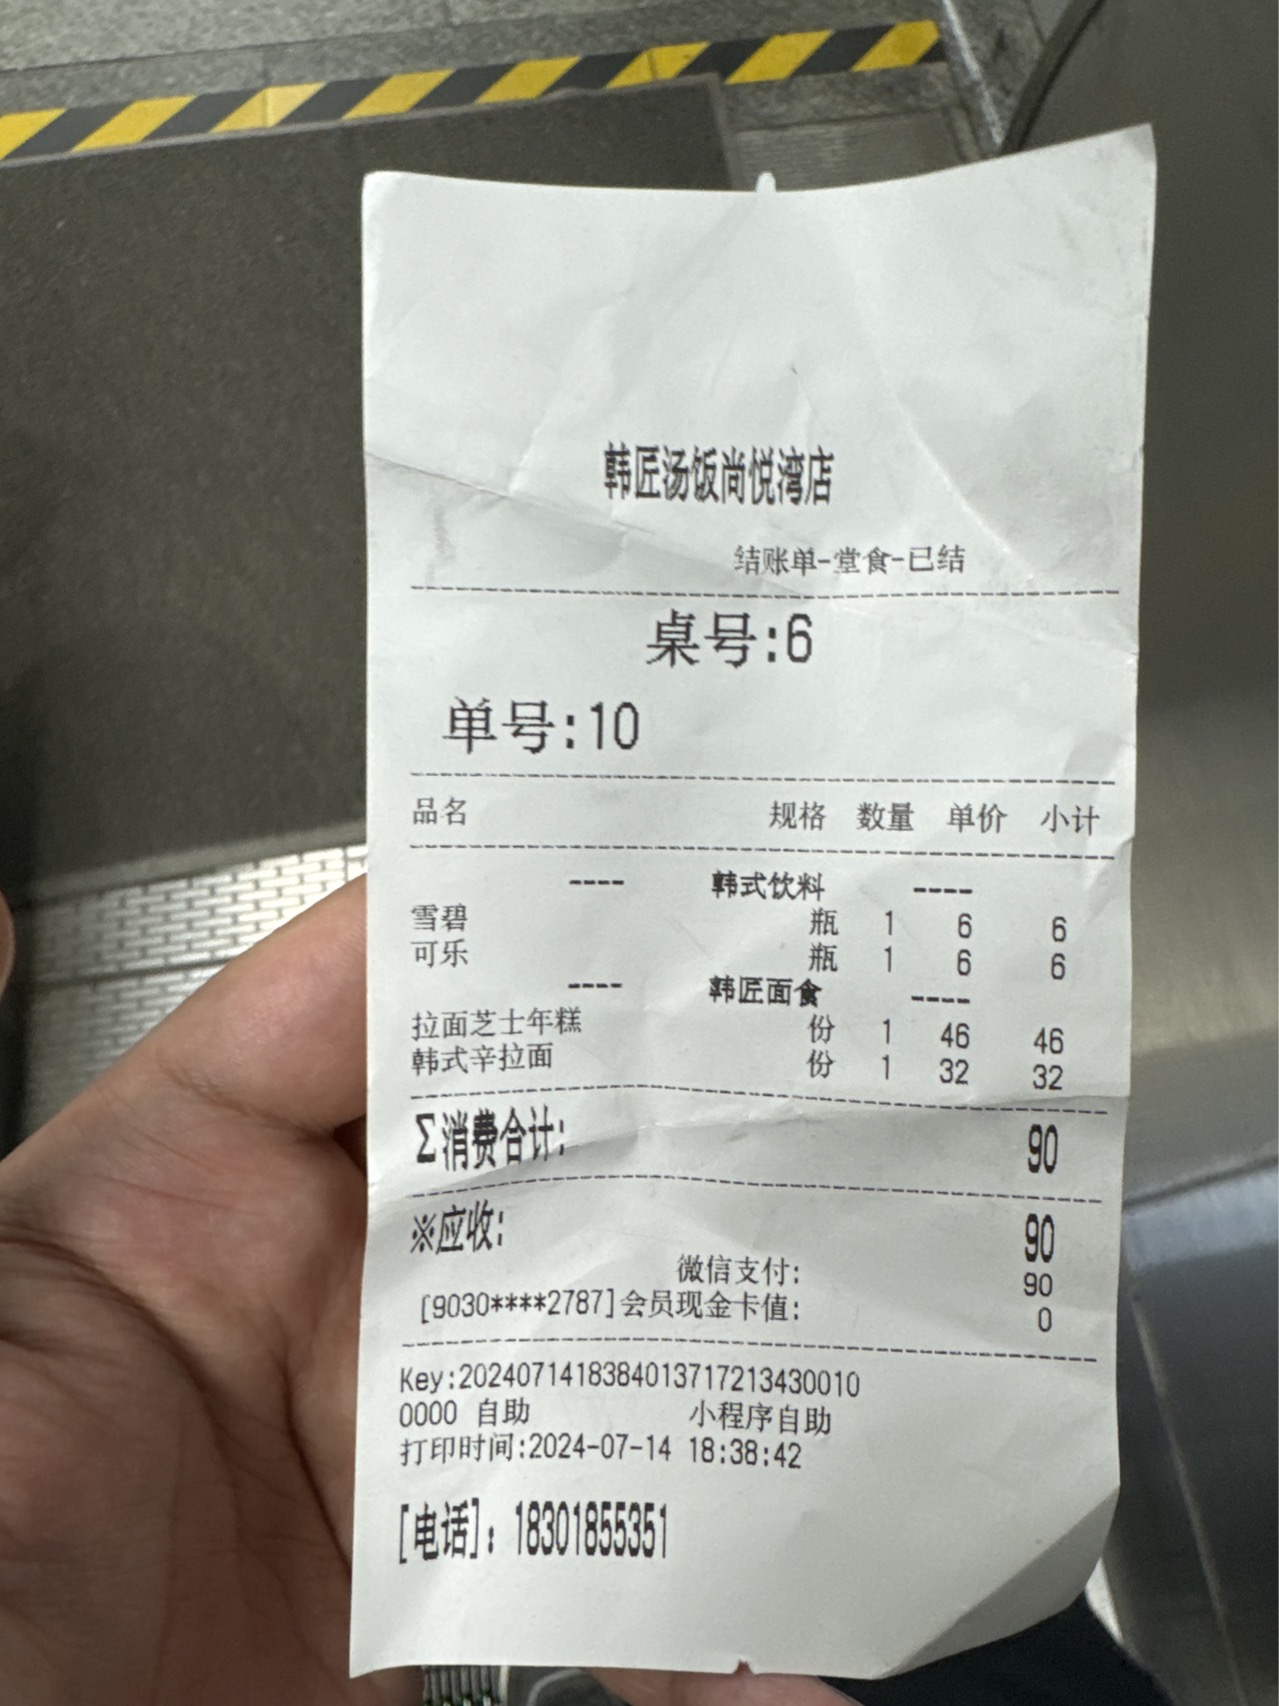 韩匠汤饭尚悦湾店
结账单-堂食-已结
桌号:6
单号:10
品名 规格 数量 单价 小计
---- 韩式饮料 ----
雪碧 瓶 1 6 6
可乐 瓶 1 6 6
---- 韩匠面食 ----
拉面芝士年糕 份 1 46 46
韩式辛拉面 份 1 32 32
Σ消费合计: 90
※应收: 90
微信支付: 90
[9030****2787]会员现金卡值: 0
Key:20240714183840137172134300​10
0000 自助 小程序自助
打印时间:2024-07-14 18:38:42
[电话]: 18301855351